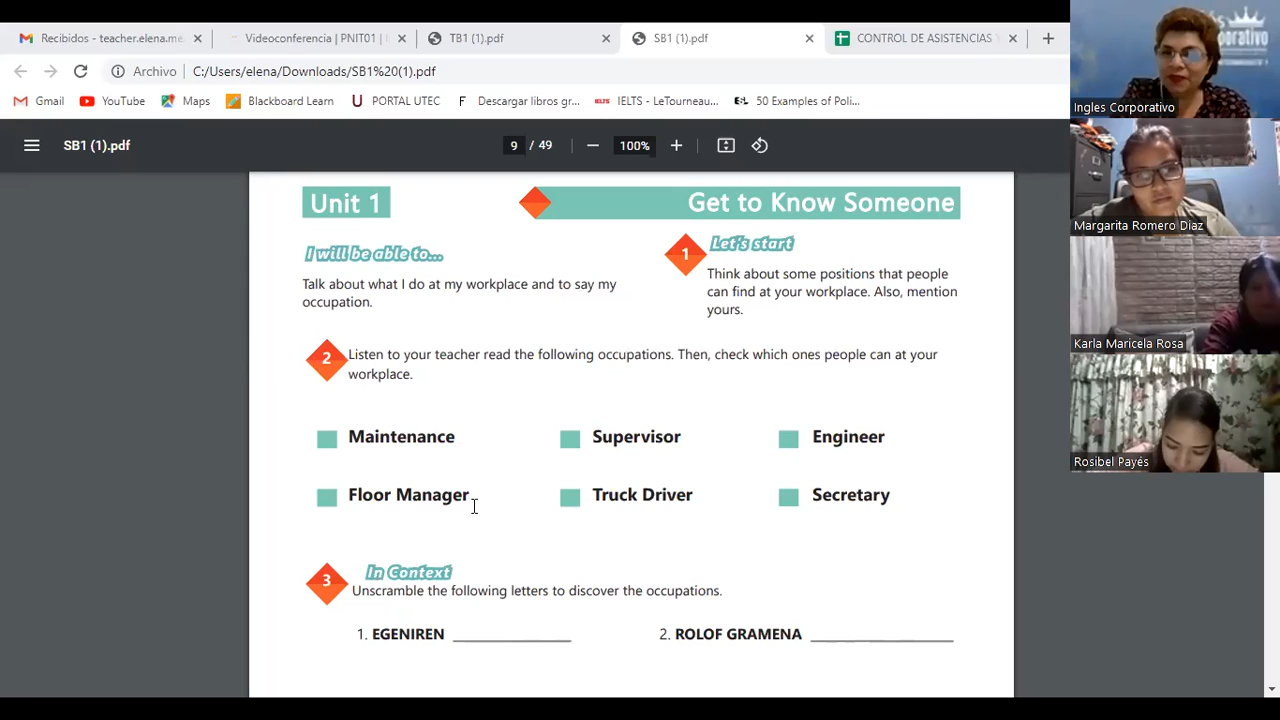 Recibidos - teacher.elena.me
Videoconferencia | PNIT01 |
TB1 (1).pdf
SB1 (1).pdf
CONTROL DE ASISTENCIAS
Archivo
C:/Users/elena/Downloads/SB1%20(1).pdf
Gmail
YouTube
Maps
Blackboard Learn
PORTAL UTEC
Descargar libros gr...
IELTS - LeTourneau...
50 Examples of Poli...
SB1 (1).pdf
9 / 49
100%
Unit 1
Get to Know Someone
I will be able to...
Talk about what I do at my workplace and to say my
occupation.
1
Let's start
Think about some positions that people
can find at your workplace. Also, mention
yours.
2
Listen to your teacher read the following occupations. Then, check which ones people can at your
workplace.
Maintenance
Supervisor
Engineer
Floor Manager
Truck Driver
Secretary
3
In Context
Unscramble the following letters to discover the occupations.
1. EGENIREN
2. ROLOF GRAMENA
Ingles Corporativo
Margarita Romero Diaz
Karla Maricela Rosa
Rosibel Payés